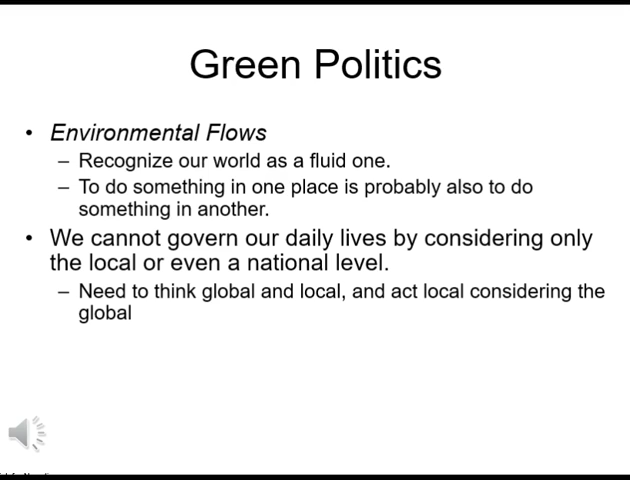 Green Politics
• Environmental Flows
– Recognize our world as a fluid one.
– To do something in one place is probably also to do
something in another.
• We cannot govern our daily lives by considering only
the local or even a national level.
– Need to think global and local, and act local considering the
global